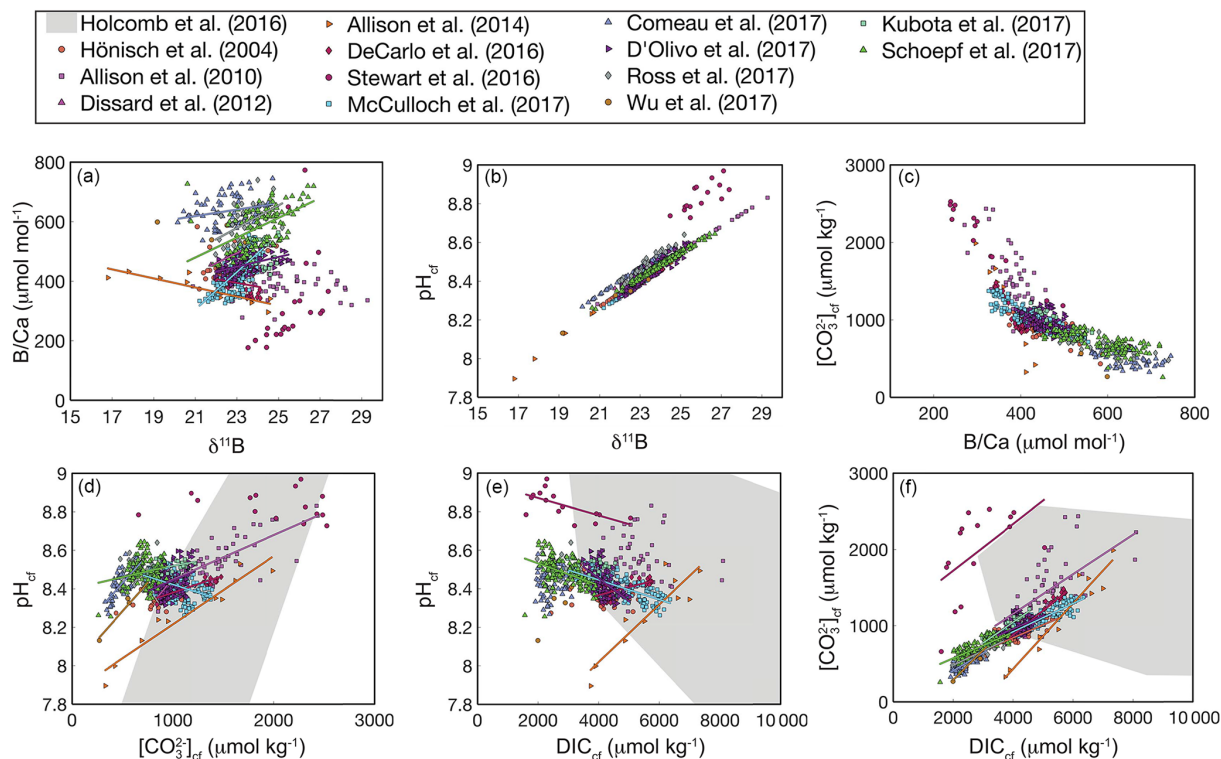 Holcomb et al. (2016) Allison et al. (2014) Comeau et al. (2017) Kubota et al. (2017)
Hönisch et al. (2004) DeCarlo et al. (2016) D'Olivo et al. (2017) Schoepf et al. (2017)
Allison et al. (2010) Stewart et al. (2016) Ross et al. (2017)
Dissard et al. (2012) McCulloch et al. (2017) Wu et al. (2017)
(a)
B/Ca (μmol mol⁻¹)
800
600
400
200
0
15 17 19 21 23 25 27 29
δ¹¹B
(b)
pH_cf
9
8.8
8.6
8.4
8.2
8
7.8
15 17 19 21 23 25 27 29
δ¹¹B
(c)
[CO₃²⁻]_cf (μmol kg⁻¹)
3000
2000
1000
0
200 400 600 800
B/Ca (μmol mol⁻¹)
(d)
pH_cf
9
8.8
8.6
8.4
8.2
8
7.8
0 1000 2000 3000
[CO₃²⁻]_cf (μmol kg⁻¹)
(e)
pH_cf
9
8.8
8.6
8.4
8.2
8
7.8
0 2000 4000 6000 8000 10 000
DIC_cf (μmol kg⁻¹)
(f)
[CO₃²⁻]_cf (μmol kg⁻¹)
3000
2000
1000
0
0 2000 4000 6000 8000 10 000
DIC_cf (μmol kg⁻¹)